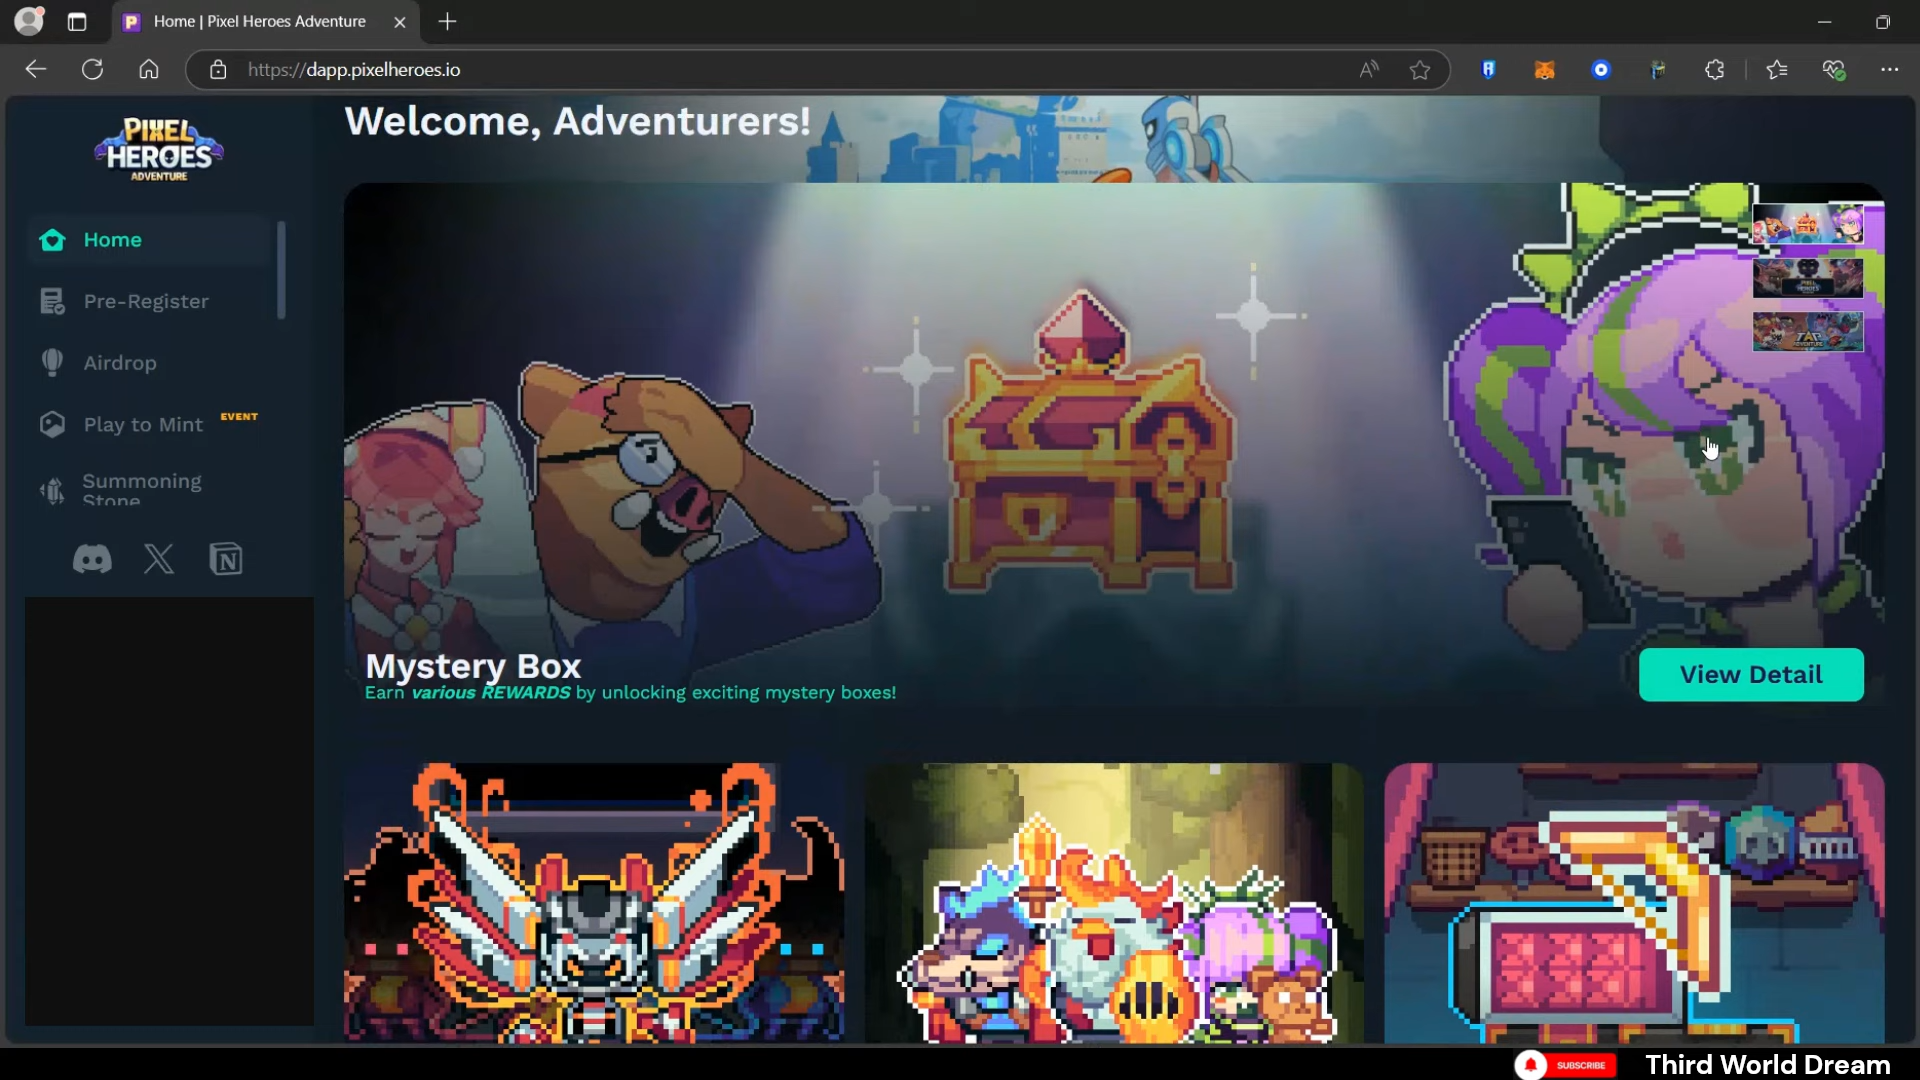 Home | Pixel Heroes Adventure
https://dapp.pixelheroes.io
PIXEL
HEROES
ADVENTURE
Welcome, Adventurers!
Home
Pre-Register
Airdrop
Play to Mint EVENT
Summoning
Stone
Mystery Box
Earn various REWARDS by unlocking exciting mystery boxes!
View Detail
SUBSCRIBE
Third World Dream